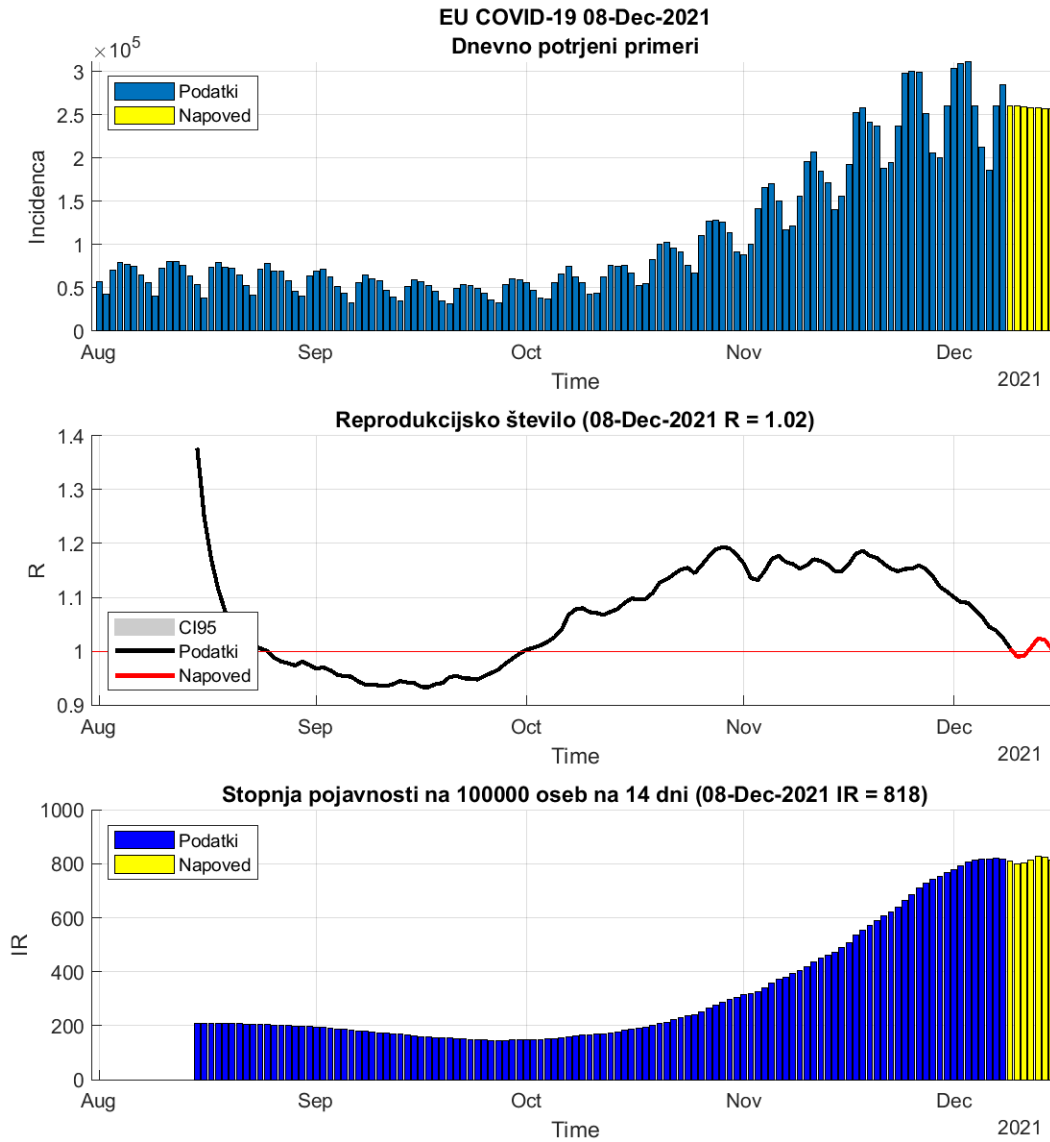 EU COVID-19 08-Dec-2021
Dnevno potrjeni primeri
×10^5
3
2.5
2
1.5
1
0.5
0
Incidenca
Podatki
Napoved
Aug Sep Oct Nov Dec
Time
2021
Reprodukcijsko število (08-Dec-2021 R = 1.02)
1.4
1.3
1.2
1.1
1
0.9
R
CI95
Podatki
Napoved
Aug Sep Oct Nov Dec
Time
2021
Stopnja pojavnosti na 100000 oseb na 14 dni (08-Dec-2021 IR = 818)
1000
800
600
400
200
0
IR
Podatki
Napoved
Aug Sep Oct Nov Dec
Time
2021